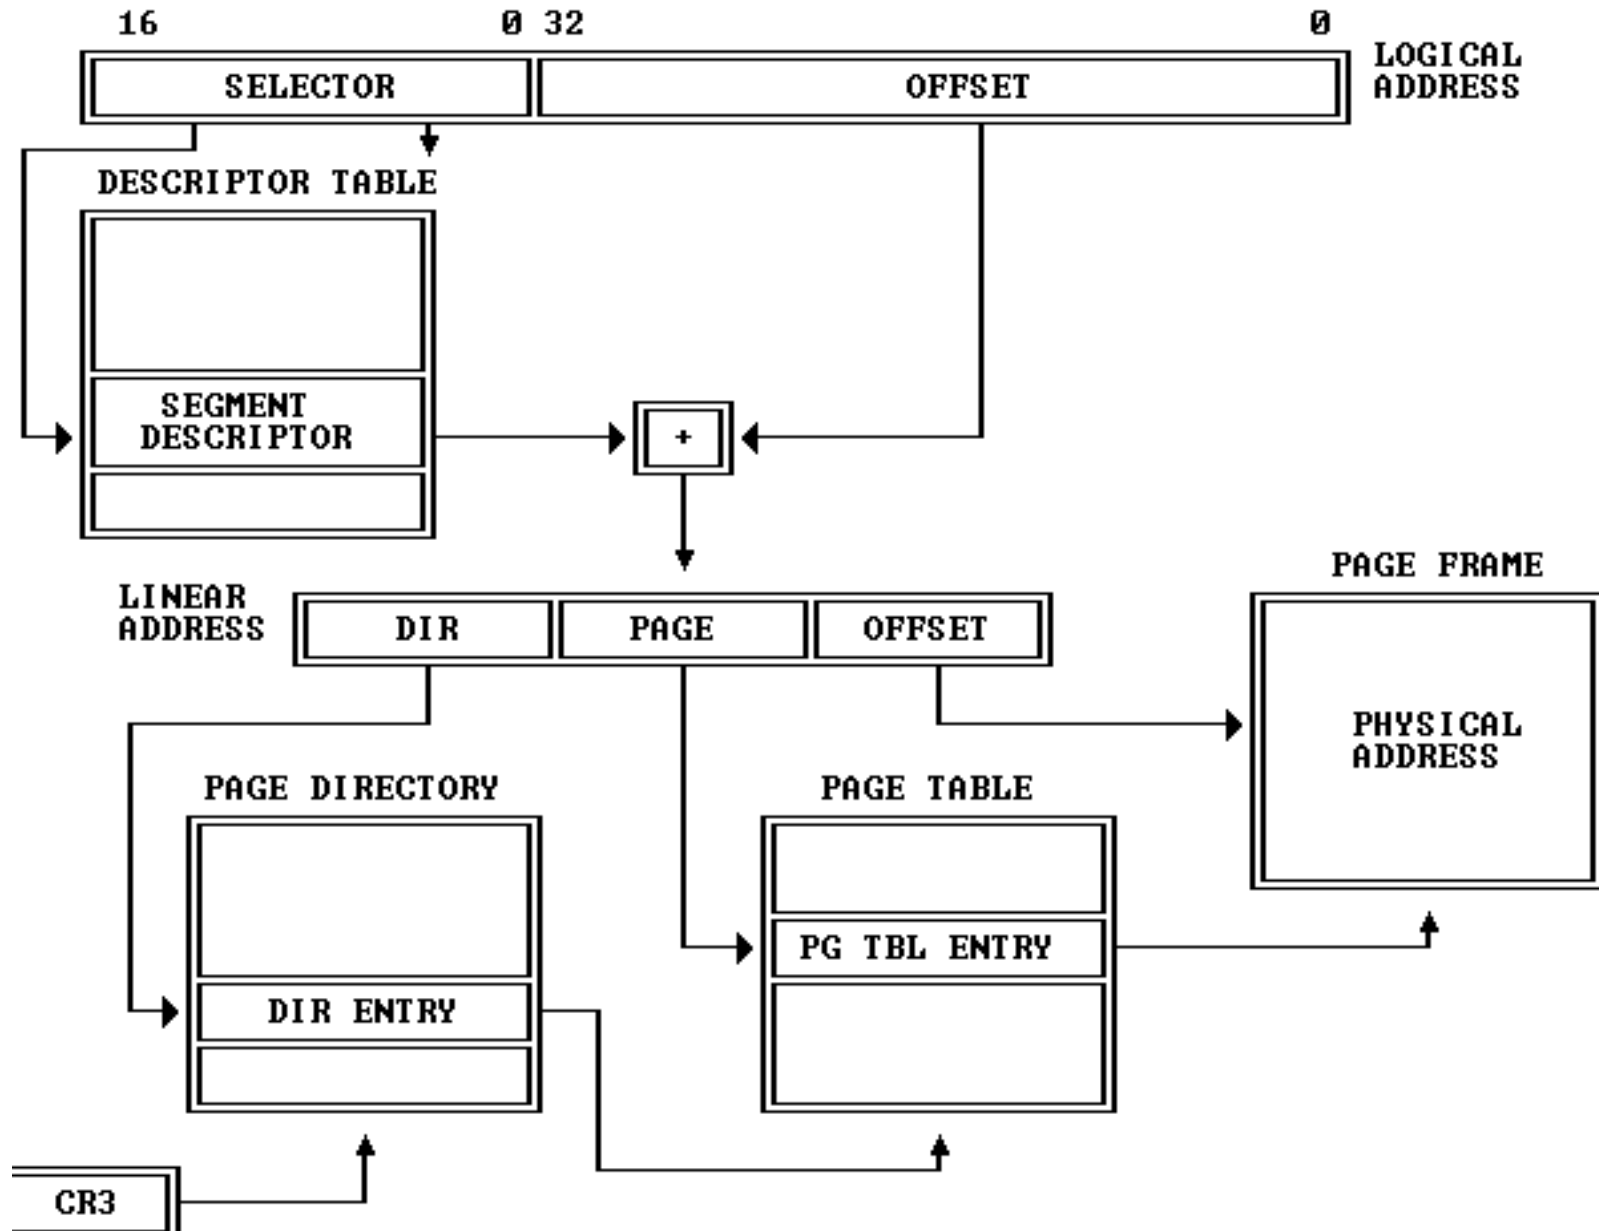 16 0 32 0
LOGICAL
ADDRESS
SELECTOR OFFSET
DESCRIPTOR TABLE
SEGMENT
DESCRIPTOR
+
PAGE FRAME
LINEAR
ADDRESS
DIR PAGE OFFSET
PHYSICAL
ADDRESS
PAGE DIRECTORY PAGE TABLE
PG TBL ENTRY
DIR ENTRY
CR3